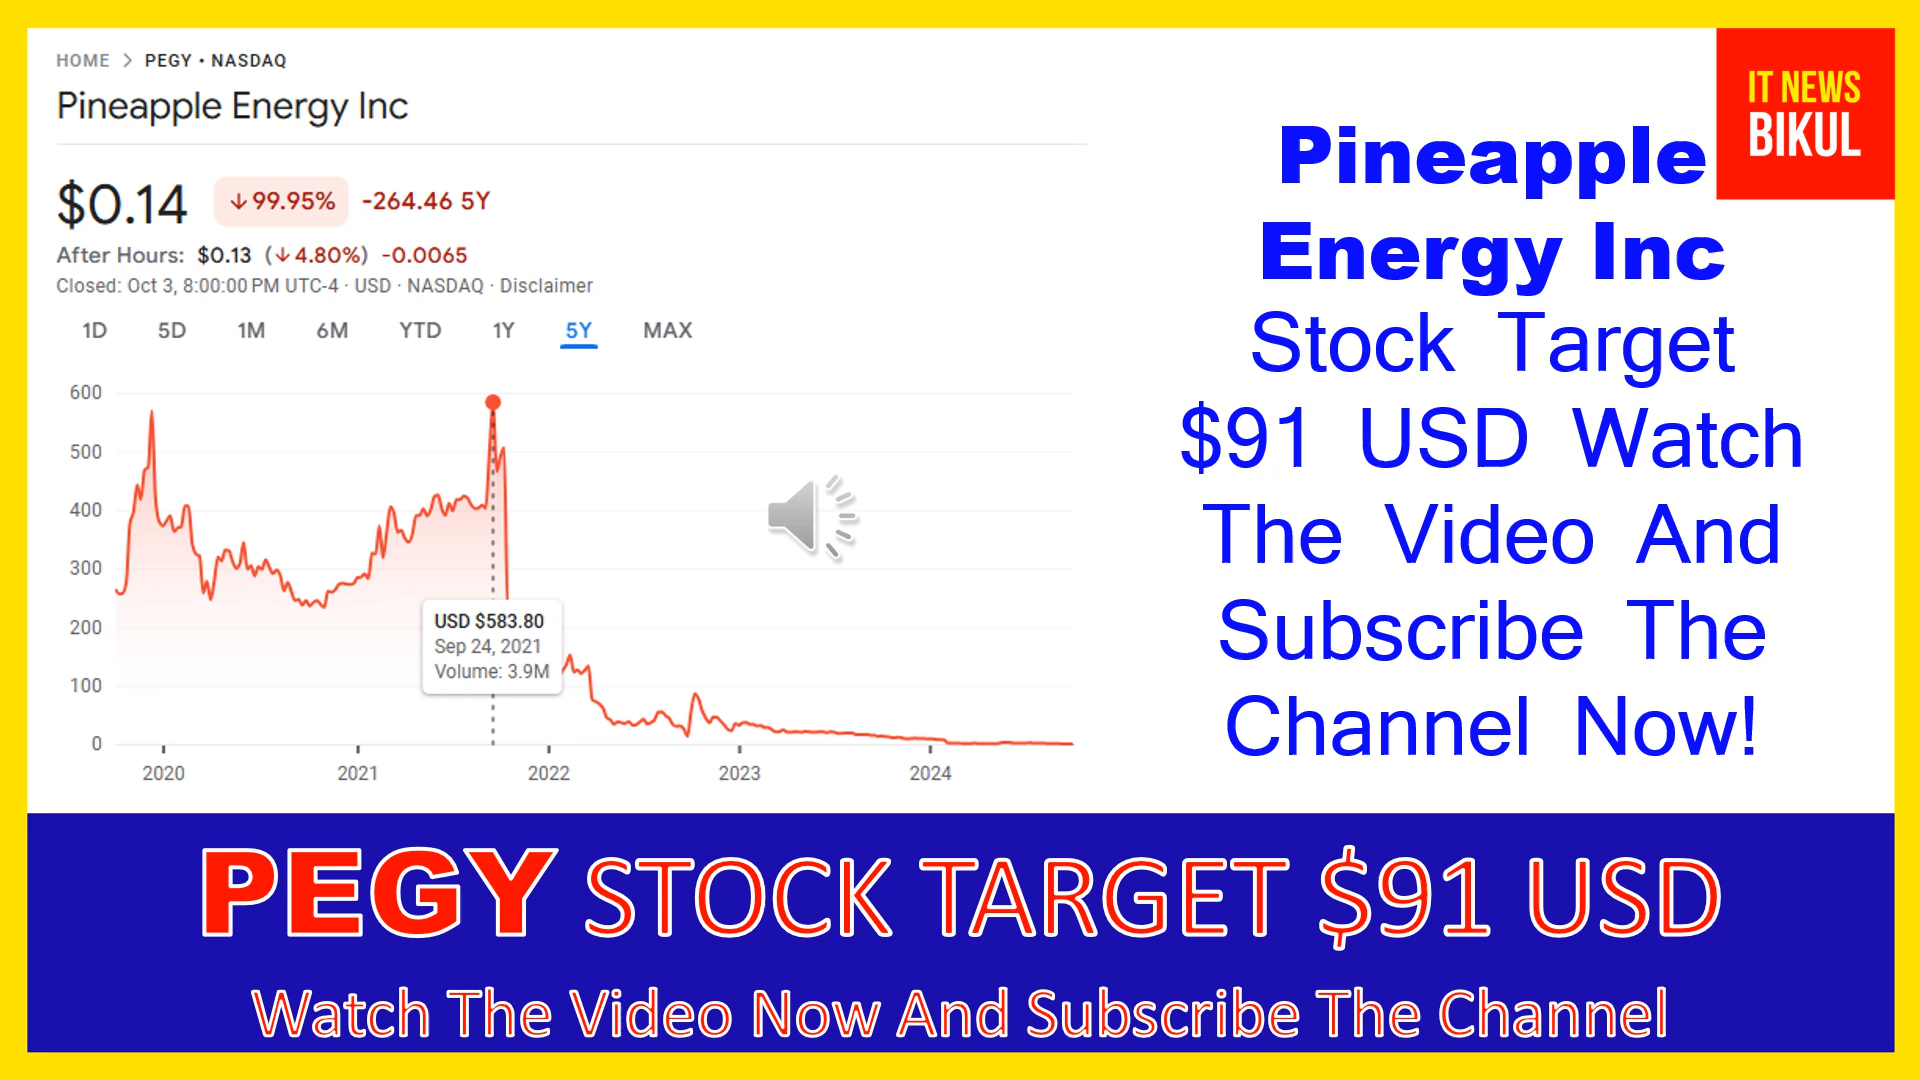 HOME > PEGY • NASDAQ
Pineapple Energy Inc
$0.14 ↓99.95% -264.46 5Y
After Hours: $0.13 (↓4.80%) -0.0065
Closed: Oct 3, 8:00:00 PM UTC-4 · USD · NASDAQ · Disclaimer
1D 5D 1M 6M YTD 1Y 5Y MAX
600
500
400
300
200
100
0
USD $583.80
Sep 24, 2021
Volume: 3.9M
2020 2021 2022 2023 2024
IT NEWS
BIKUL
Pineapple
Energy Inc
Stock Target
$91 USD Watch
The Video And
Subscribe The
Channel Now!
PEGY STOCK TARGET $91 USD
Watch The Video Now And Subscribe The Channel